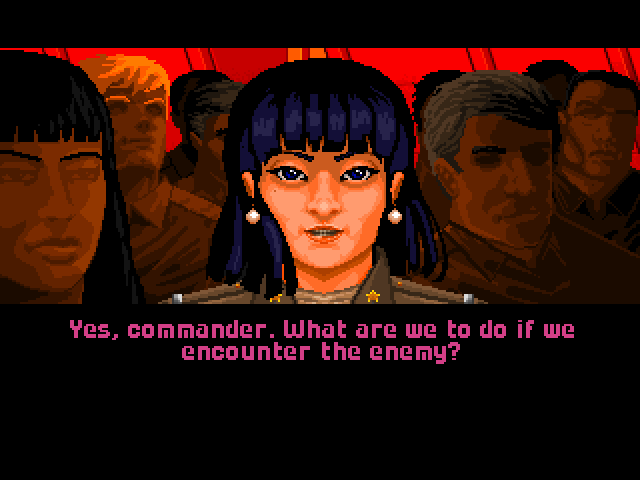 Yes, commander. What are we to do if we
encounter the enemy?